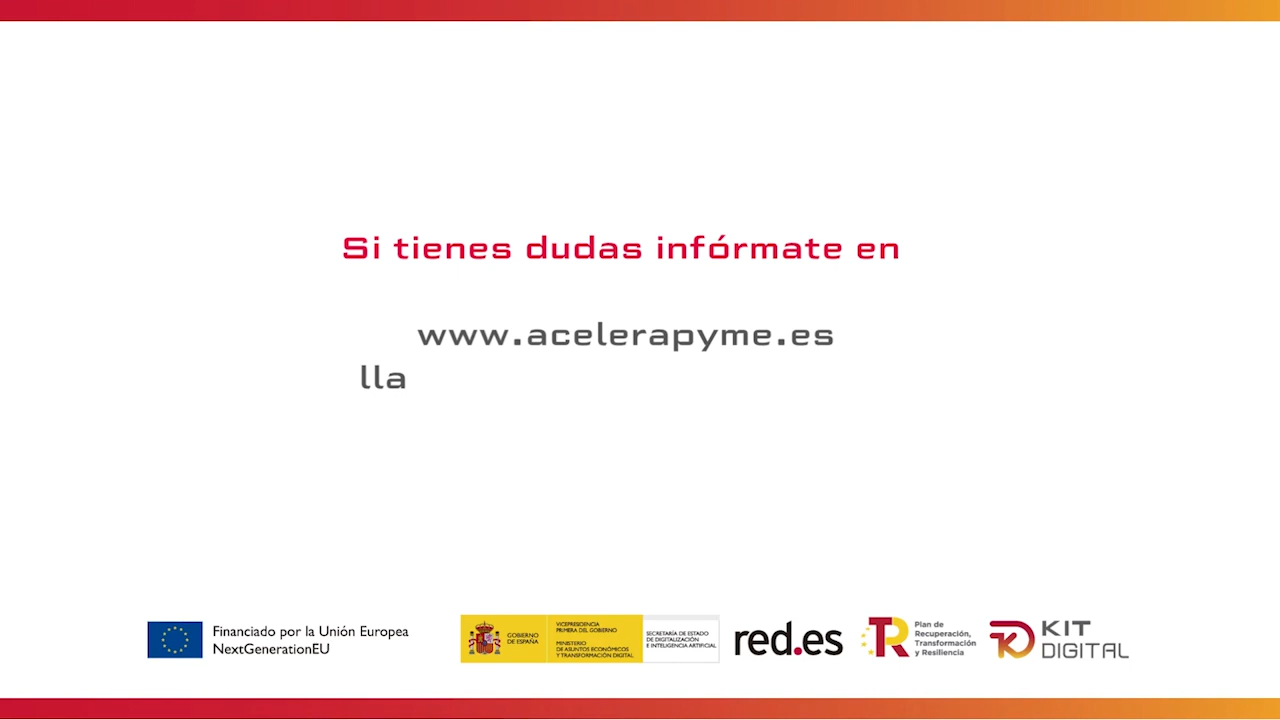 Si tienes dudas infórmate en
www.acelerapyme.es
lla
Financiado por la Unión Europea
NextGenerationEU
GOBIERNO
DE ESPAÑA
VICEPRESIDENCIA
PRIMERA DEL GOBIERNO
MINISTERIO
DE ASUNTOS ECONÓMICOS
Y TRANSFORMACIÓN DIGITAL
SECRETARÍA DE ESTADO
DE DIGITALIZACIÓN
E INTELIGENCIA ARTIFICIAL
red.es
Plan de
Recuperación,
Transformación
y Resiliencia
KIT
DIGITAL